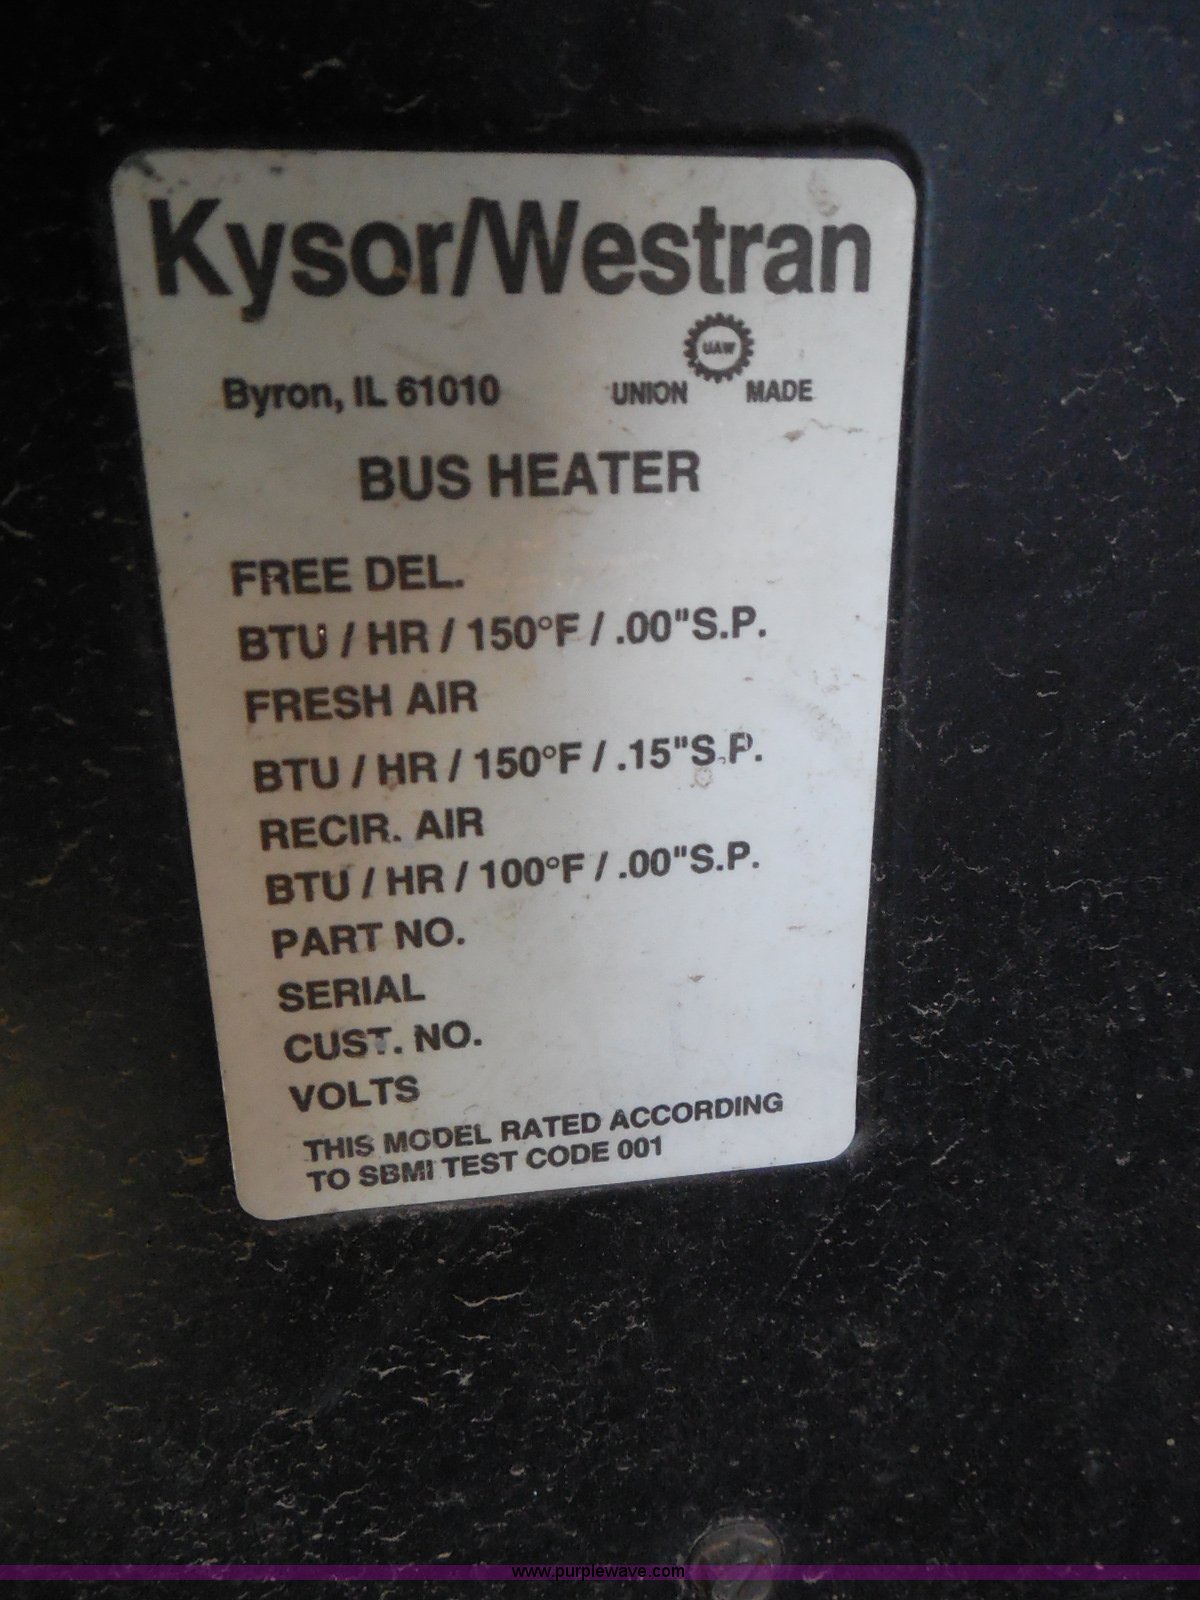 Kysor/Westran
UAW
Byron, IL 61010 UNION MADE
BUS HEATER
FREE DEL.
BTU / HR / 150°F / .00"S.P.
FRESH AIR
BTU / HR / 150°F / .15"S.P.
RECIR. AIR
BTU / HR / 100°F / .00"S.P.
PART NO.
SERIAL
CUST. NO.
VOLTS
THIS MODEL RATED ACCORDING
TO SBMI TEST CODE 001
www.purplewave.com